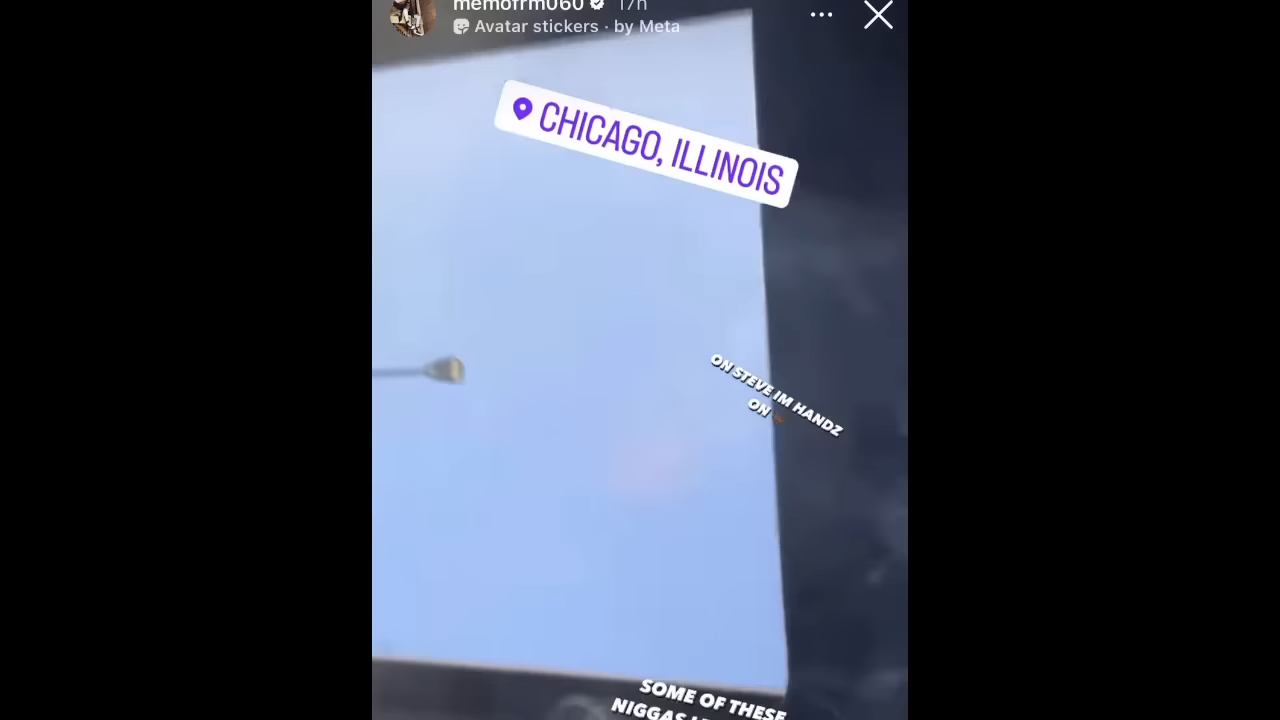 memofrm060 17h
Avatar stickers · by Meta
CHICAGO, ILLINOIS
ON STEVE IM HANDZ
ON
SOME OF THESE
NIGGAS